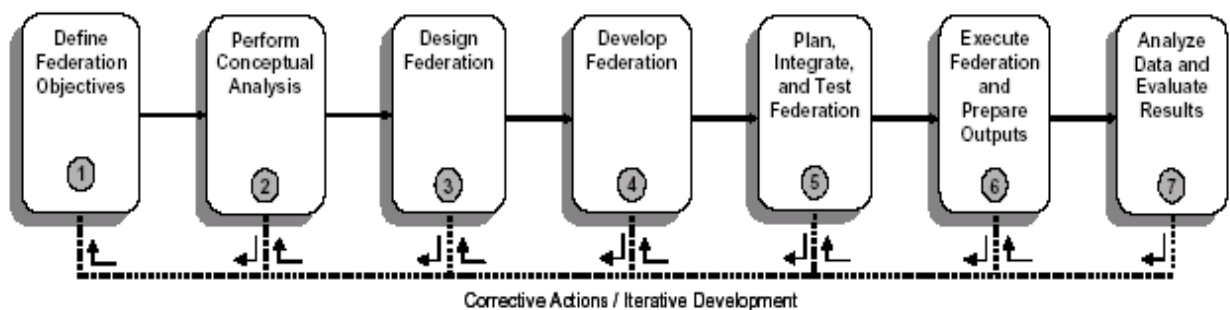 Define
Federation
Objectives
1
Perform
Conceptual
Analysis
2
Design
Federation
3
Develop
Federation
4
Plan,
Integrate,
and Test
Federation
5
Execute
Federation
and
Prepare
Outputs
6
Analyze
Data and
Evaluate
Results
7
Corrective Actions / Iterative Development